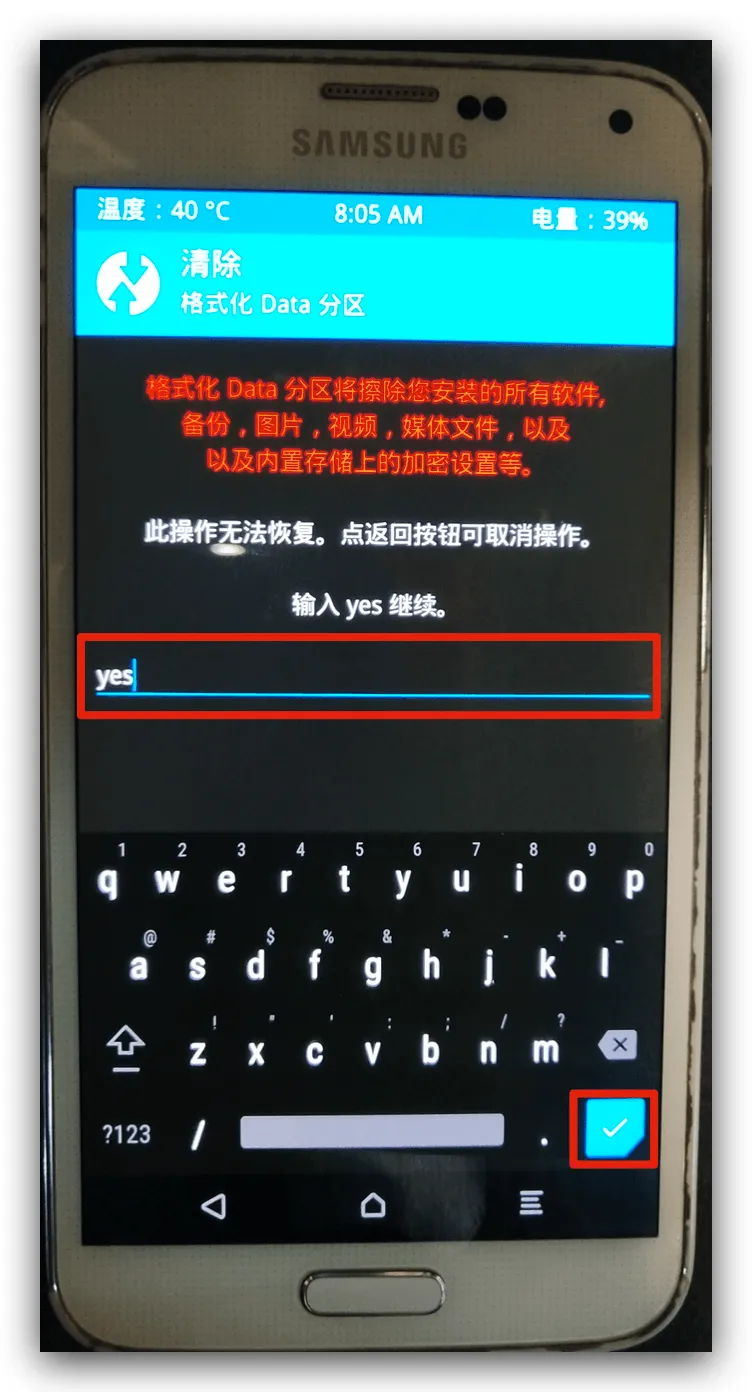 SAMSUNG
温度：40 °C 8:05 AM 电量：39%
清除
格式化 Data 分区
格式化 Data 分区将擦除您安装的所有软件,
备份，图片，视频，媒体文件，以及
以及内置存储上的加密设置等。
此操作无法恢复。点返回按钮可取消操作。
输入 yes 继续。
yes
1 2 3 4 5 6 7 8 9 0
q w e r t y u i o p
@ # $ % & * - + _
a s d f g h j k l
! " ' : ; / ?
z x c v b n m
?123 / .